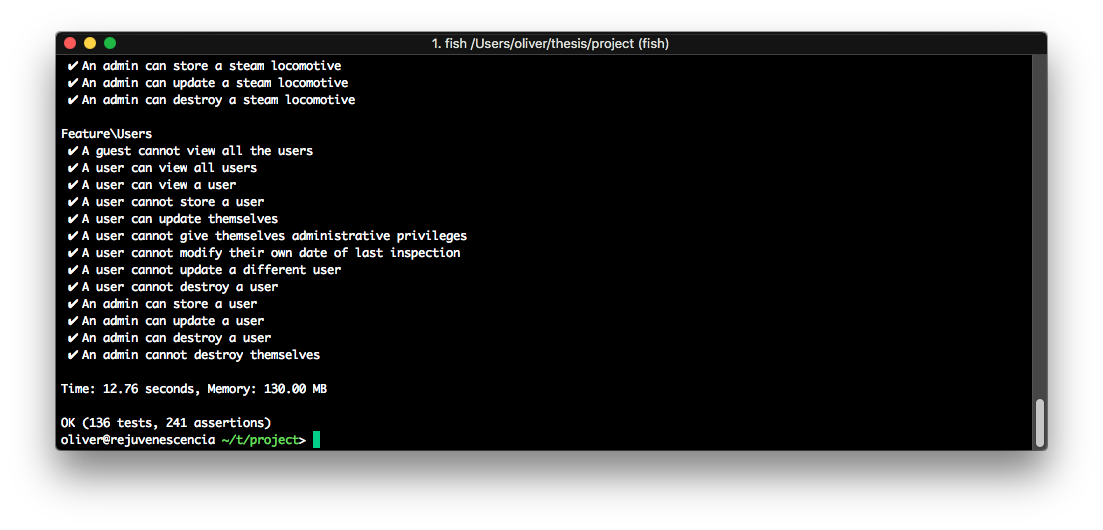 1. fish /Users/oliver/thesis/project (fish)
✔ An admin can store a steam locomotive
✔ An admin can update a steam locomotive
✔ An admin can destroy a steam locomotive
Feature\Users
✔ A guest cannot view all the users
✔ A user can view all users
✔ A user can view a user
✔ A user cannot store a user
✔ A user can update themselves
✔ A user cannot give themselves administrative privileges
✔ A user cannot modify their own date of last inspection
✔ A user cannot update a different user
✔ A user cannot destroy a user
✔ An admin can store a user
✔ An admin can update a user
✔ An admin can destroy a user
✔ An admin cannot destroy themselves
Time: 12.76 seconds, Memory: 130.00 MB
OK (136 tests, 241 assertions)
oliver@rejuvenescencia ~/t/project>